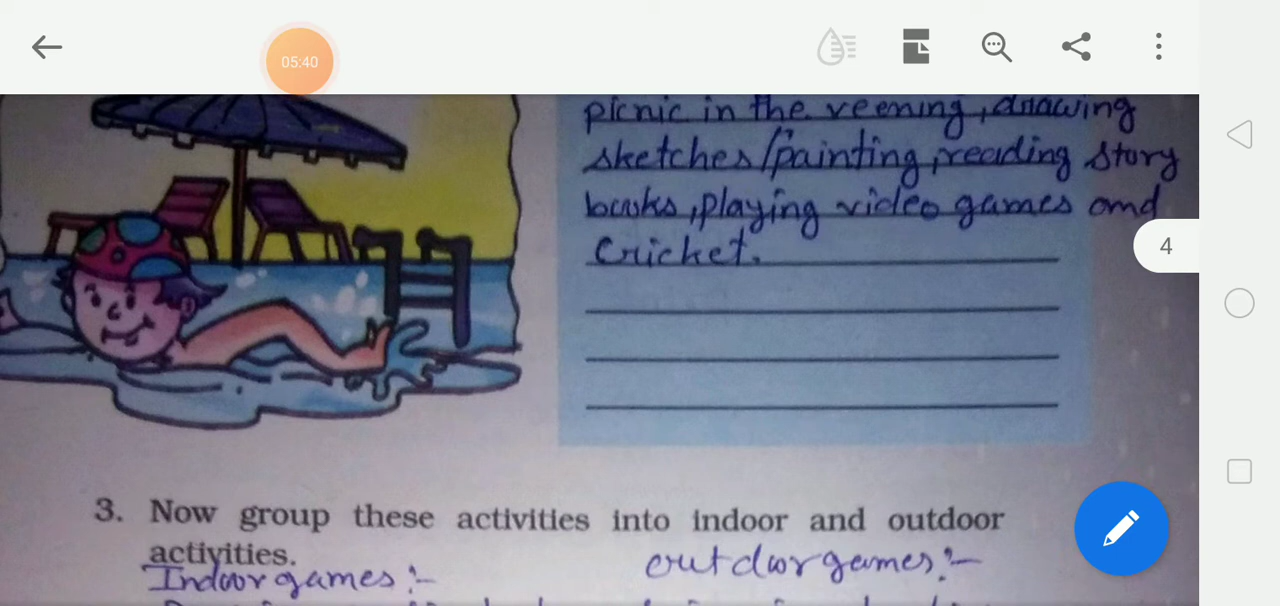 05:40
picnic in the veening, drawing
sketches/painting, reading story
books, playing video games and
Cricket.
4
3. Now group these activities into indoor and outdoor
activities.
Indoor games :-
outdoor games :-